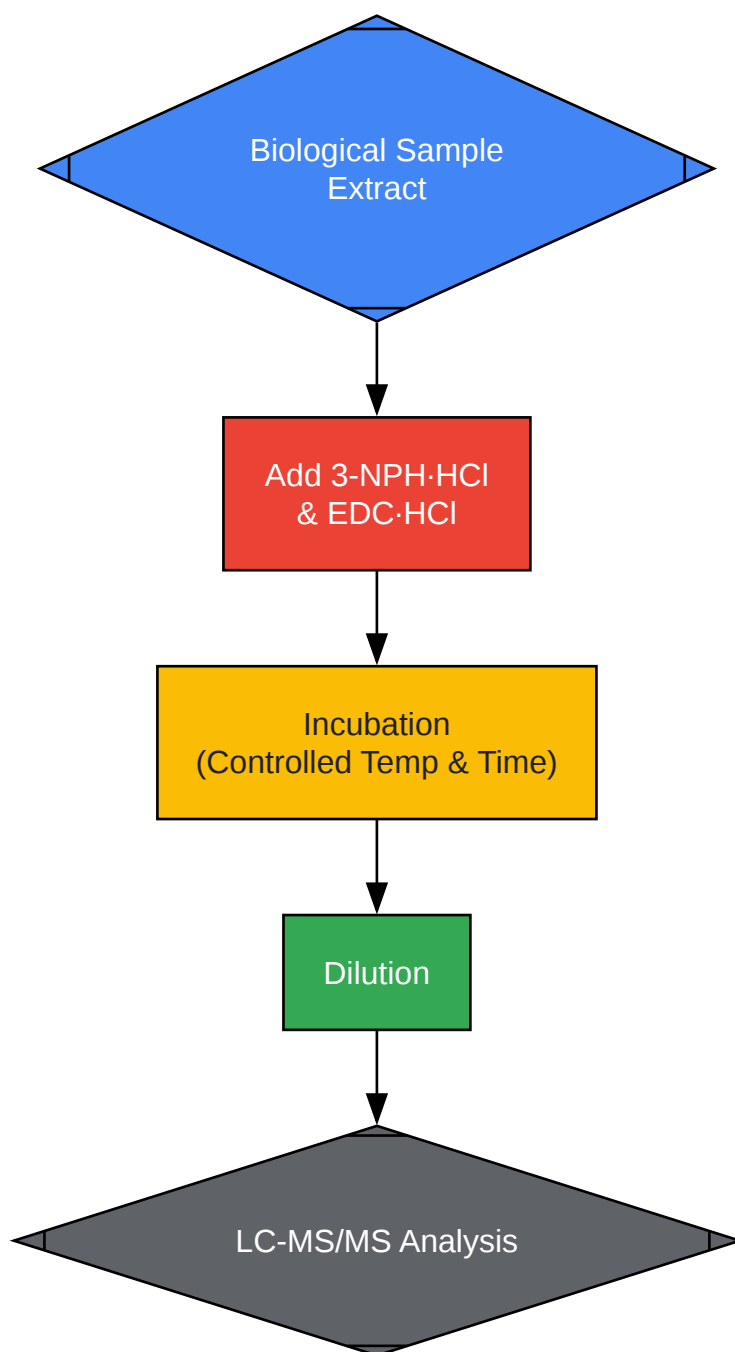 Biological Sample
Extract
Add 3-NPH·HCl
& EDC·HCl
Incubation
(Controlled Temp & Time)
Dilution
LC-MS/MS Analysis